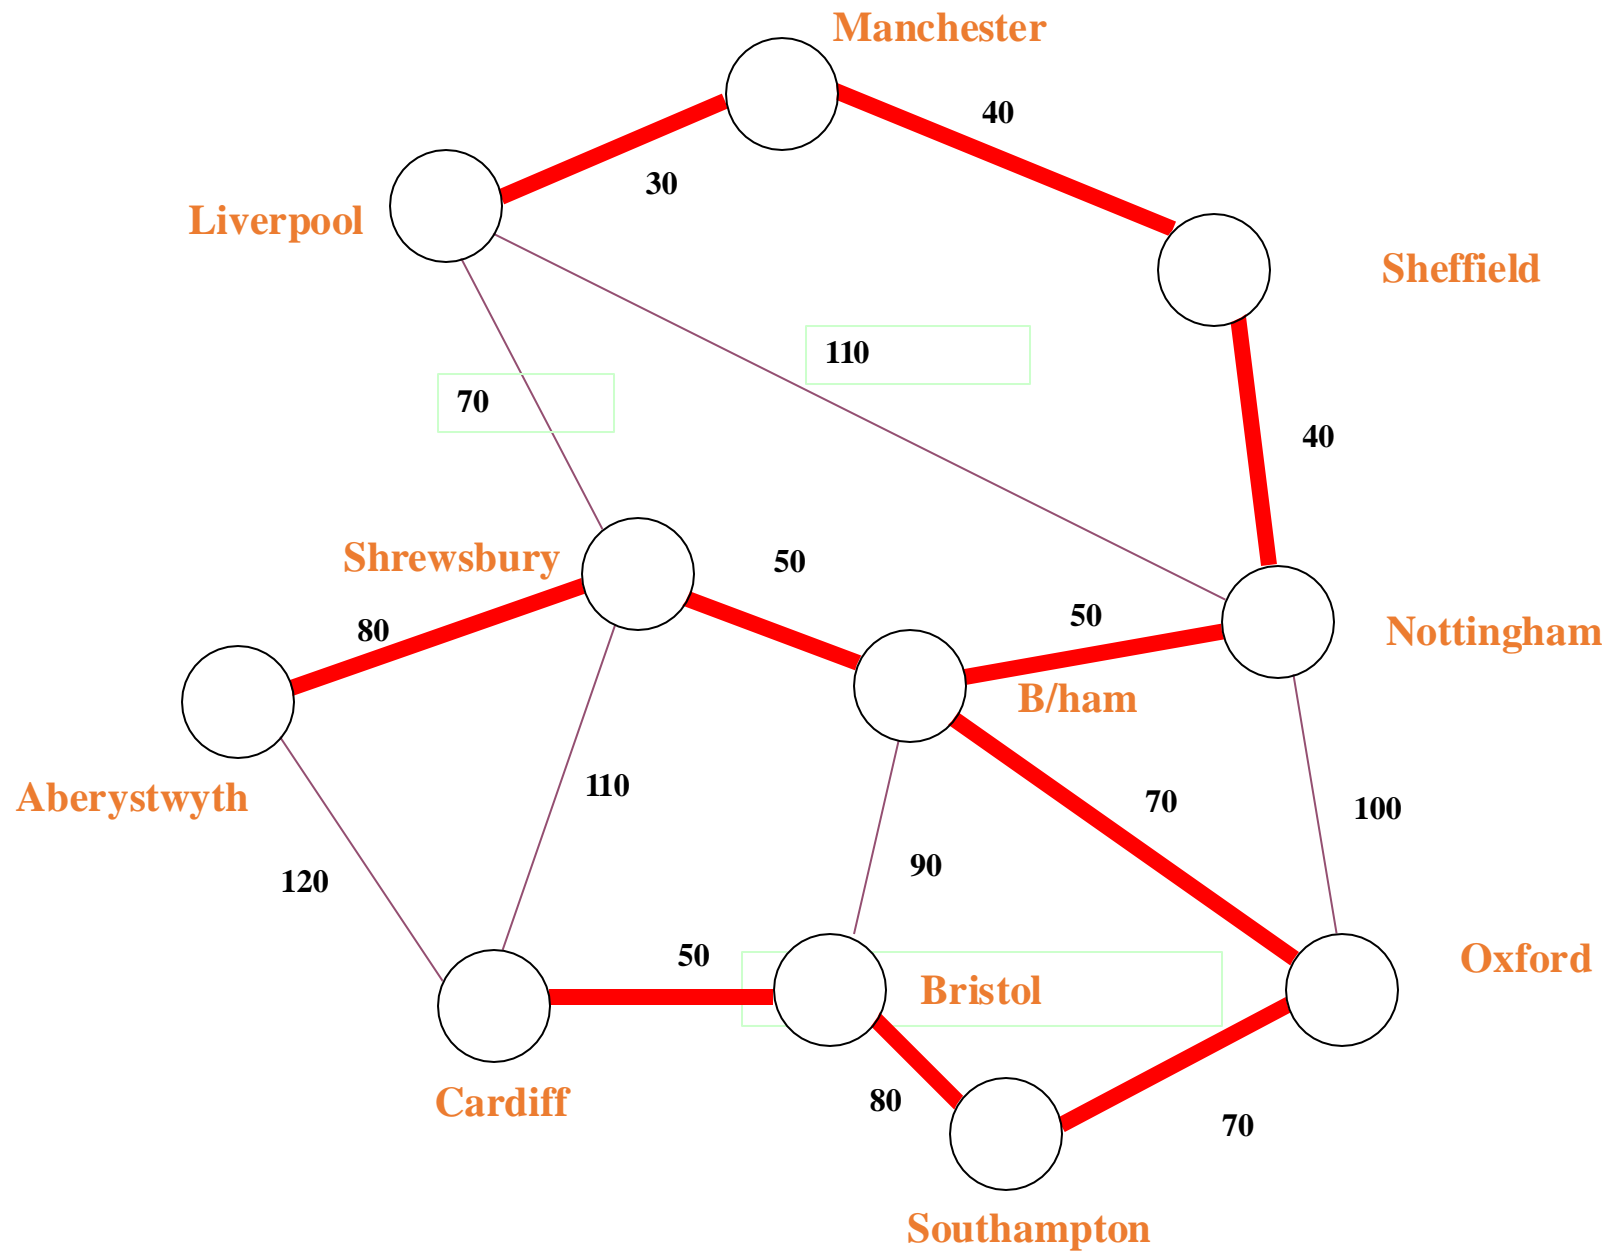 Manchester
40
30
Liverpool
Sheffield
110
70
40
Shrewsbury
50
50
80
Nottingham
B/ham
Aberystwyth
110
70
100
90
120
50
Oxford
Bristol
Cardiff
80
70
Southampton